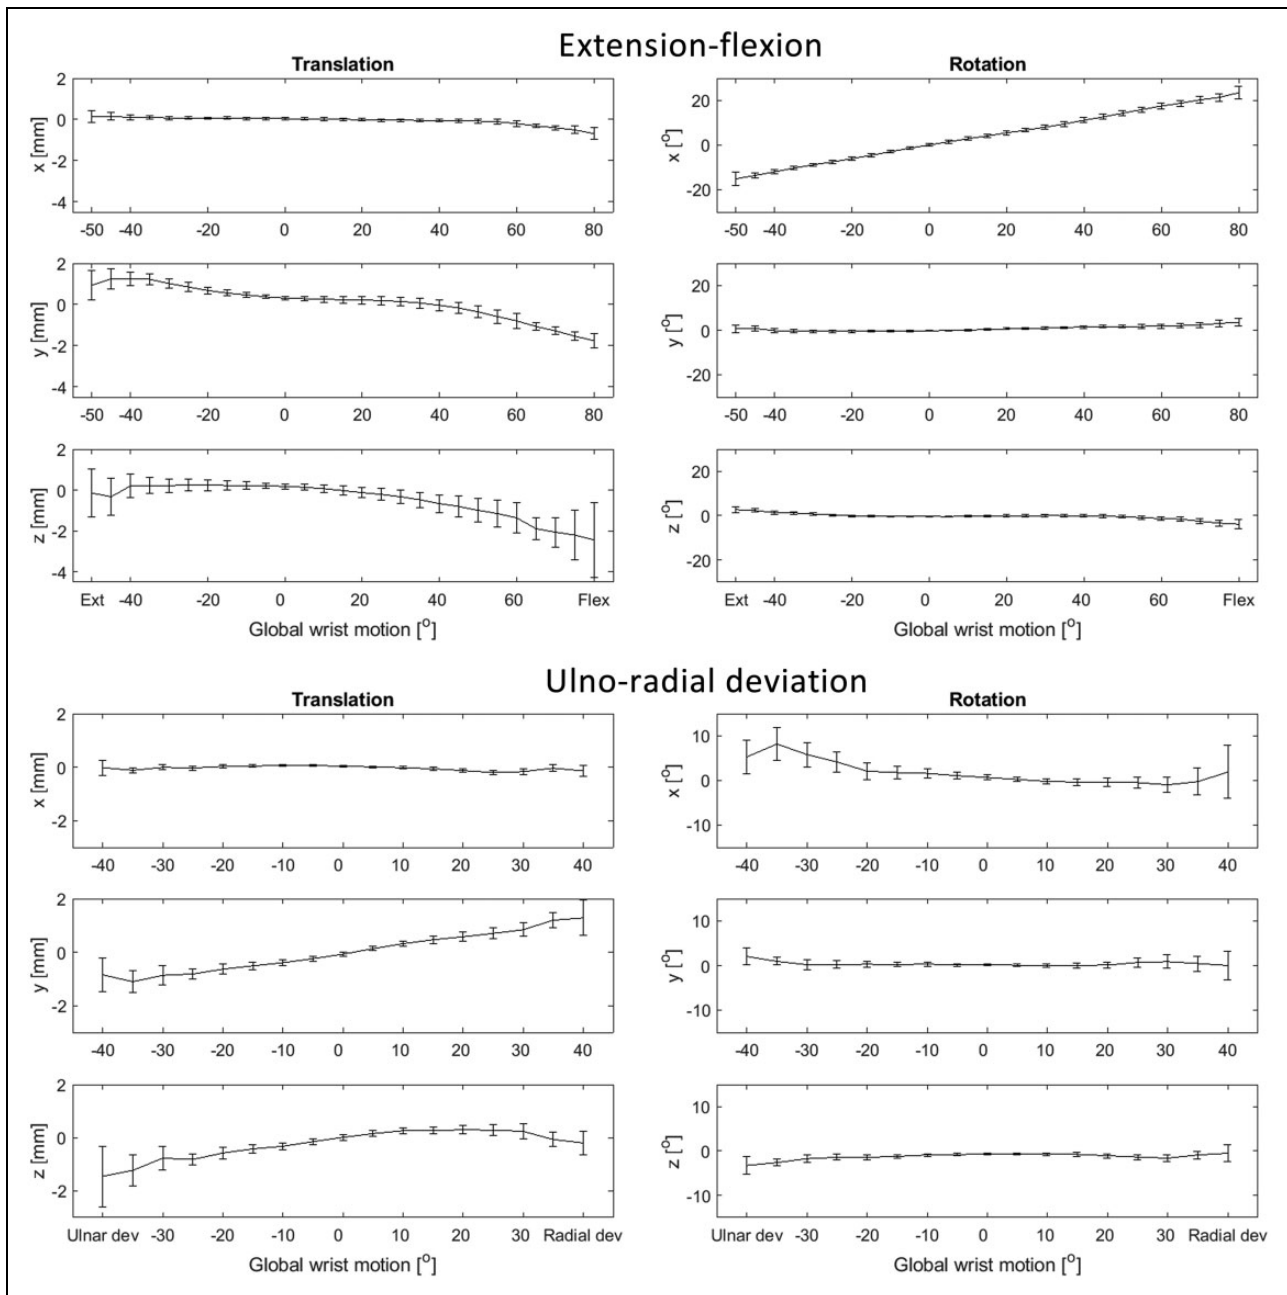 Extension-flexion
Translation
Rotation
x [mm]
2
0
-2
-4
-50 -40 -20 0 20 40 60 80
x [°]
20
0
-20
-50 -40 -20 0 20 40 60 80
y [mm]
2
0
-2
-4
-50 -40 -20 0 20 40 60 80
y [°]
20
0
-20
-50 -40 -20 0 20 40 60 80
z [mm]
2
0
-2
-4
Ext -40 -20 0 20 40 60 Flex
Global wrist motion [°]
z [°]
20
0
-20
Ext -40 -20 0 20 40 60 Flex
Global wrist motion [°]
Ulno-radial deviation
Translation
Rotation
x [mm]
2
0
-2
-40 -30 -20 -10 0 10 20 30 40
x [°]
10
0
-10
-40 -30 -20 -10 0 10 20 30 40
y [mm]
2
0
-2
-40 -30 -20 -10 0 10 20 30 40
y [°]
10
0
-10
-40 -30 -20 -10 0 10 20 30 40
z [mm]
2
0
-2
Ulnar dev -30 -20 -10 0 10 20 30 Radial dev
Global wrist motion [°]
z [°]
10
0
-10
Ulnar dev -30 -20 -10 0 10 20 30 Radial dev
Global wrist motion [°]